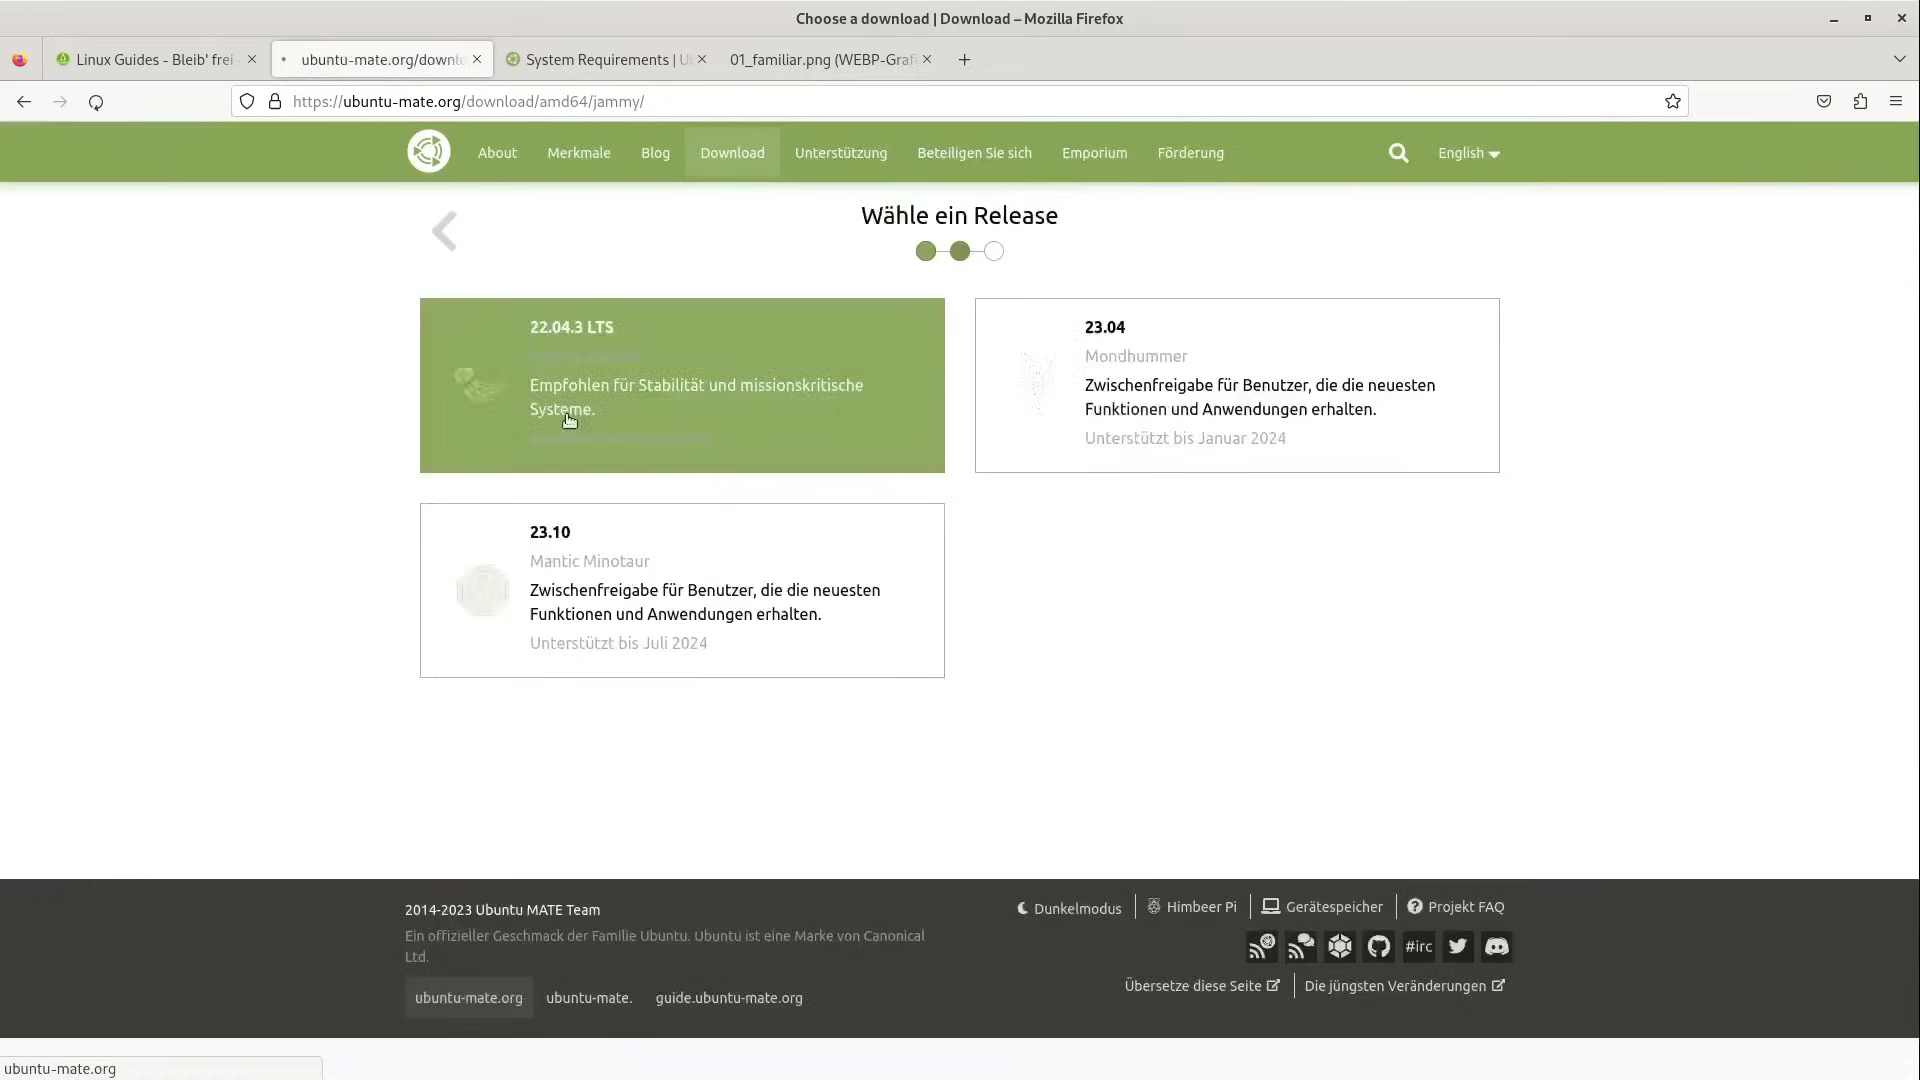 Choose a download | Download – Mozilla Firefox
Linux Guides - Bleib' frei
ubuntu-mate.org/downl
System Requirements | U
01_familiar.png (WEBP-Graf
https://ubuntu-mate.org/download/amd64/jammy/
About
Merkmale
Blog
Download
Unterstützung
Beteiligen Sie sich
Emporium
Förderung
English
Wähle ein Release
22.04.3 LTS
Empfohlen für Stabilität und missionskritische
Systeme.
23.04
Mondhummer
Zwischenfreigabe für Benutzer, die die neuesten
Funktionen und Anwendungen erhalten.
Unterstützt bis Januar 2024
23.10
Mantic Minotaur
Zwischenfreigabe für Benutzer, die die neuesten
Funktionen und Anwendungen erhalten.
Unterstützt bis Juli 2024
2014-2023 Ubuntu MATE Team
Ein offizieller Geschmack der Familie Ubuntu. Ubuntu ist eine Marke von Canonical
Ltd.
ubuntu-mate.org
ubuntu-mate.
guide.ubuntu-mate.org
Dunkelmodus
Himbeer Pi
Gerätespeicher
Projekt FAQ
#irc
Übersetze diese Seite
Die jüngsten Veränderungen
ubuntu-mate.org